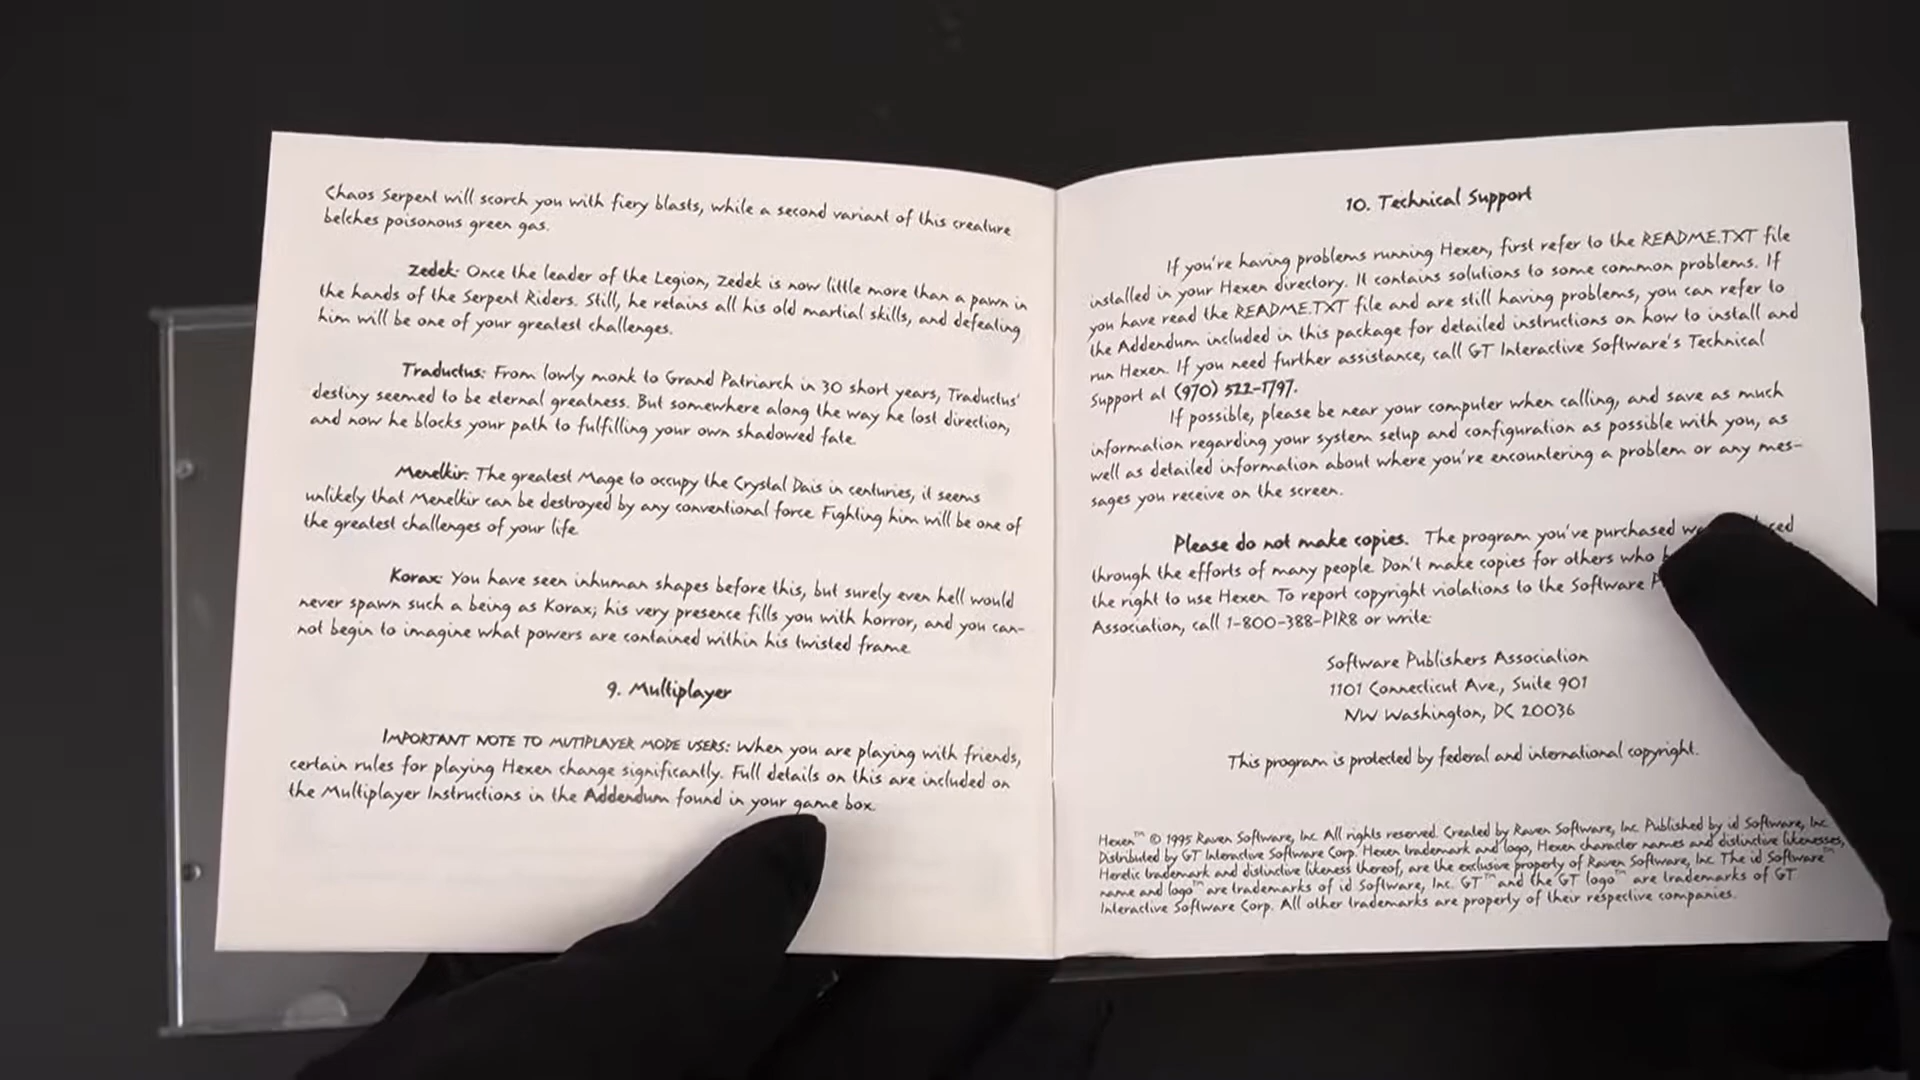 Chaos Serpent will scorch you with fiery blasts, while a second variant of this creature
belches poisonous green gas.
Zedek: Once the leader of the Legion, Zedek is now little more than a pawn in
the hands of the Serpent Riders. Still, he retains all his old martial skills, and defeating
him will be one of your greatest challenges.
Traductus: From lowly monk to Grand Patriarch in 30 short years, Traductus'
destiny seemed to be eternal greatness. But somewhere along the way he lost direction,
and now he blocks your path to fulfilling your own shadowed fate.
Menelkir: The greatest Mage to occupy the Crystal Dais in centuries, it seems
unlikely that Menelkir can be destroyed by any conventional force. Fighting him will be one of
the greatest challenges of your life.
Korax: You have seen inhuman shapes before this, but surely even hell would
never spawn such a being as Korax; his very presence fills you with horror, and you can-
not begin to imagine what powers are contained within his twisted frame.
9. Multiplayer
IMPORTANT NOTE TO MUTIPLAYER MODE USERS: When you are playing with friends,
certain rules for playing Hexen change significantly. Full details on this are included on
the Multiplayer Instructions in the Addendum found in your game box.
10. Technical Support
If you're having problems running Hexen, first refer to the README.TXT file
installed in your Hexen directory. It contains solutions to some common problems. If
you have read the README.TXT file and are still having problems, you can refer to
the Addendum included in this package for detailed instructions on how to install and
run Hexen. If you need further assistance, call GT Interactive Software's Technical
Support at (970) 522-1797.
If possible, please be near your computer when calling, and save as much
information regarding your system setup and configuration as possible with you, as
well as detailed information about where you're encountering a problem or any mes-
sages you receive on the screen.
Please do not make copies. The program you've purchased
through the efforts of many people. Don't make copies for others who
the right to use Hexen. To report copyright violations to the Software
Association, call 1-800-388-PIR8 or write:
Software Publishers Association
1101 Connecticut Ave., Suite 901
NW Washington, DC 20036
This program is protected by federal and international copyright.
Hexen™ © 1995 Raven Software, Inc. All rights reserved. Created by Raven Software, Inc. Published by id Software, Inc.
Distributed by GT Interactive Software Corp. Hexen trademark and logo, Hexen character names and distinctive likenesses,
Heretic trademark and distinctive likeness thereof, are the exclusive property of Raven Software, Inc. The id Software™
name and logo™ are trademarks of id Software, Inc. GT™ and the GT logo™ are trademarks of GT
Interactive Software Corp. All other trademarks are property of their respective companies.